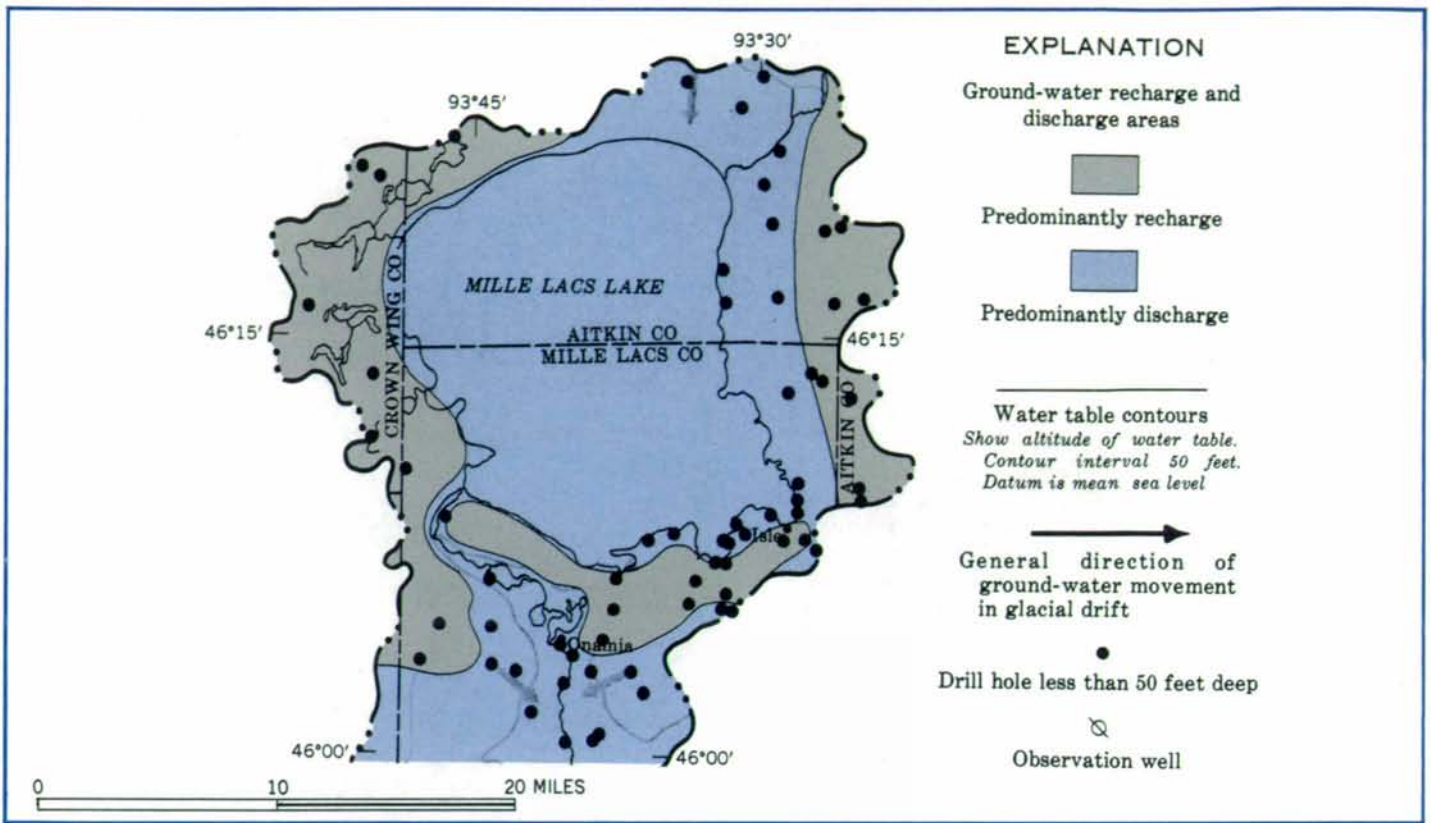 93°30'
93°45'
MILLE LACS LAKE
46°15'
CROWN WING CO
AITKIN CO
MILLE LACS CO
46°15'
AITKIN CO
Isle
Onamia
46°00'
46°00'
0 10 20 MILES
EXPLANATION
Ground-water recharge and
discharge areas
Predominantly recharge
Predominantly discharge
Water table contours
Show altitude of water table.
Contour interval 50 feet.
Datum is mean sea level
General direction of
ground-water movement
in glacial drift
Drill hole less than 50 feet deep
Observation well